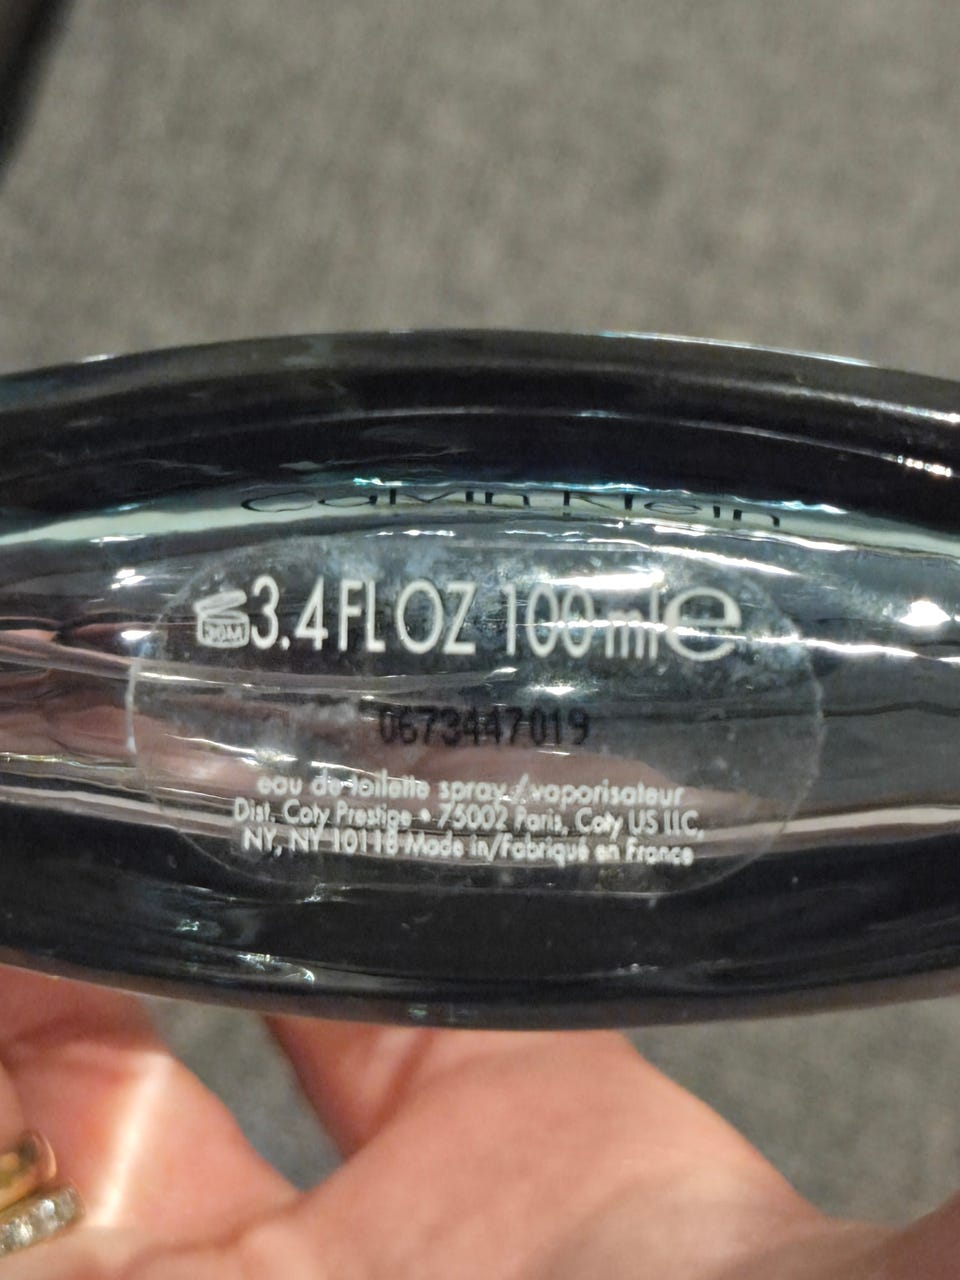 Calvin Klein
30M 3.4 FL OZ 100 ml e
0673447019
eau de toilette spray / vaporisateur
Dist. Coty Prestige • 75002 Paris, Coty US LLC,
NY, NY 10118 Made in/Fabriqué en France